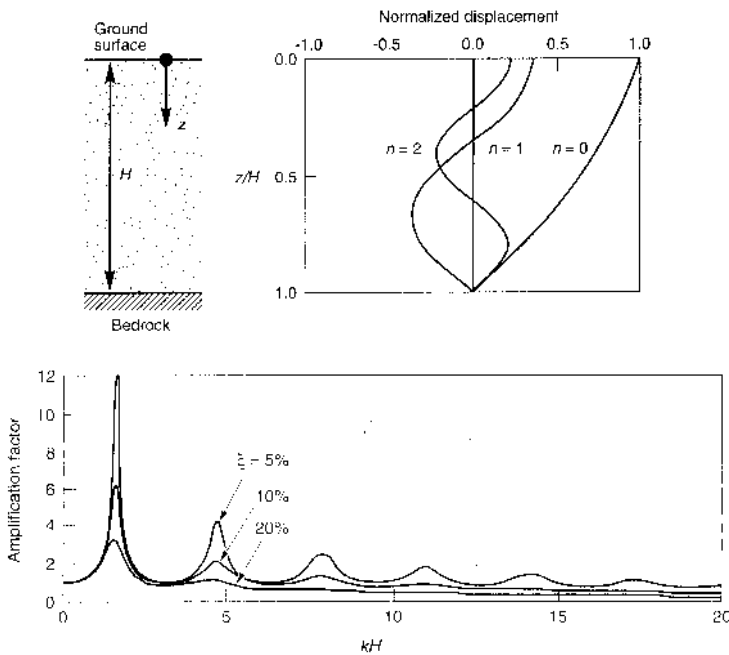 Ground
surface
z
H
Bedrock
Normalized displacement
-1.0 -0.5 0.0 0.5 1.0
0.0
0.5
1.0
z/H
n = 2
n = 1
n = 0
Amplification factor
12
10
8
6
4
2
0
ξ = 5%
10%
20%
0 5 10 15 20
kH